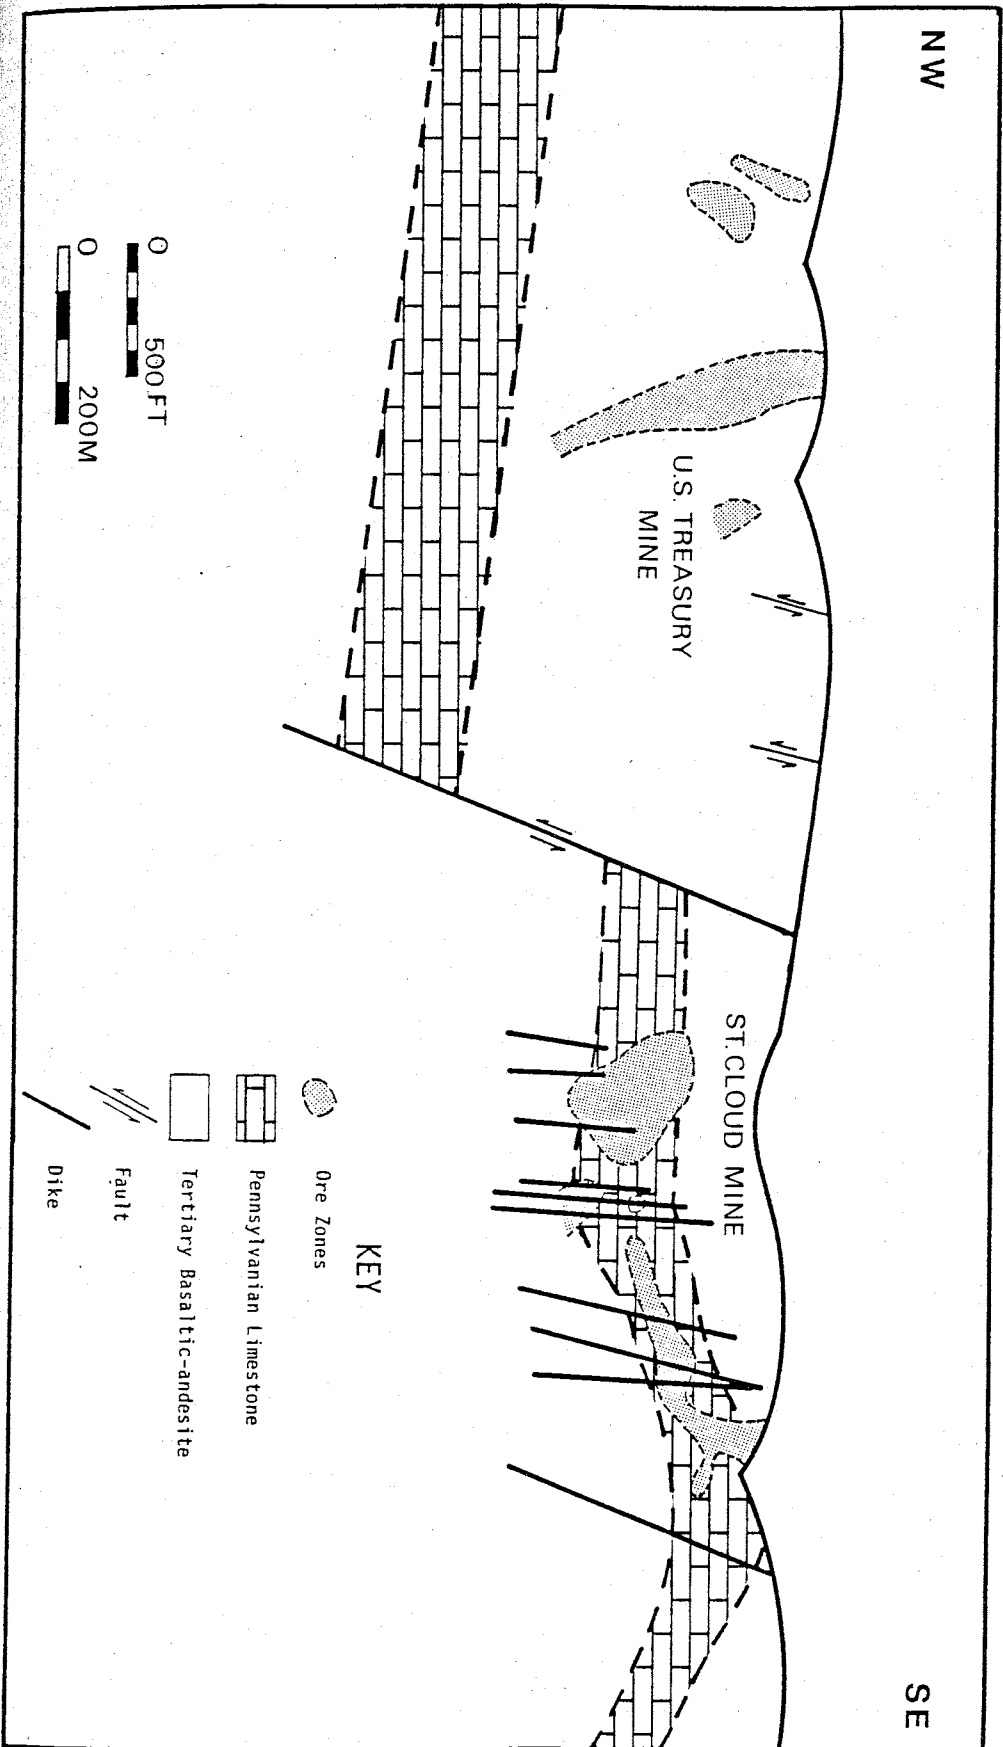 NW
SE
U.S. TREASURY
MINE
ST. CLOUD MINE
0 500 FT
0 200M
KEY
Ore Zones
Pennsylvanian Limestone
Tertiary Basaltic-andesite
Fault
Dike